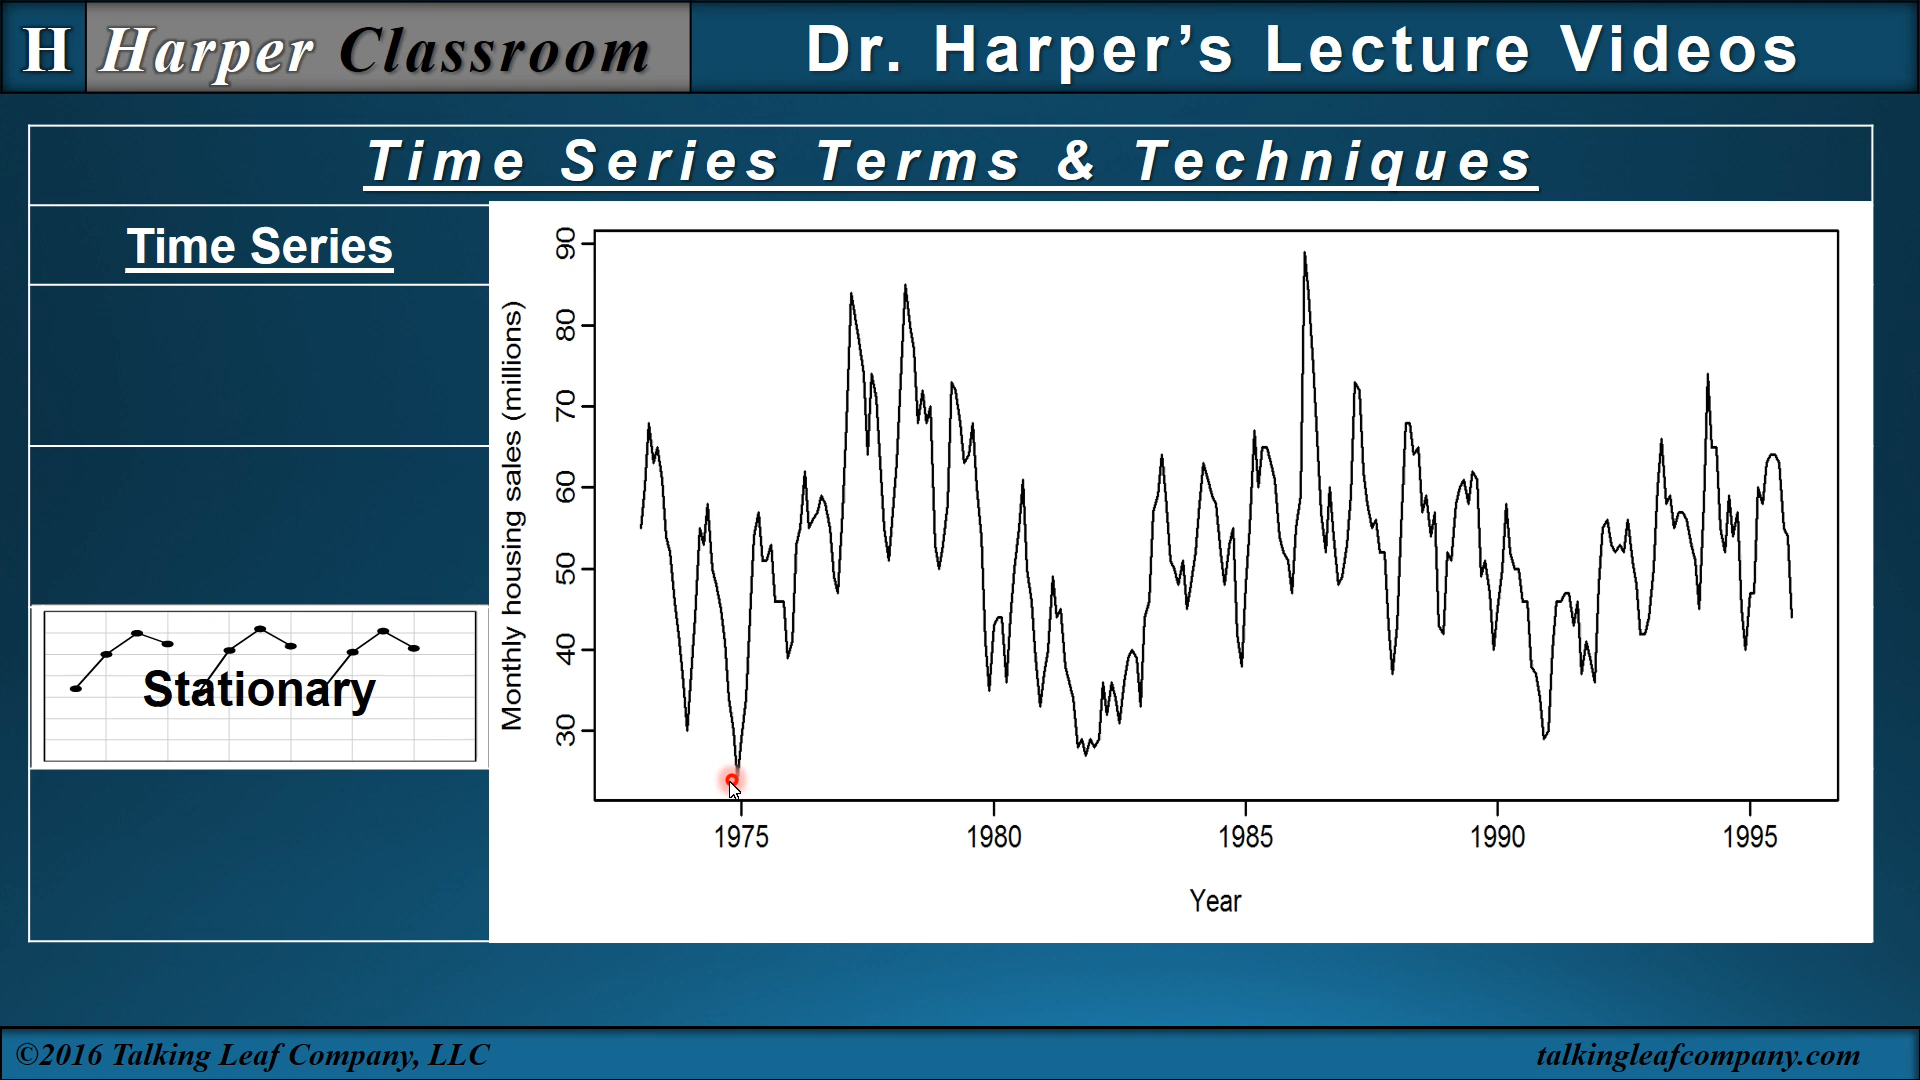 H Harper Classroom
Dr. Harper’s Lecture Videos
Time Series Terms & Techniques
Time Series
Stationary
Monthly housing sales (millions)
90
80
70
60
50
40
30
1975 1980 1985 1990 1995
Year
©2016 Talking Leaf Company, LLC
talkingleafcompany.com